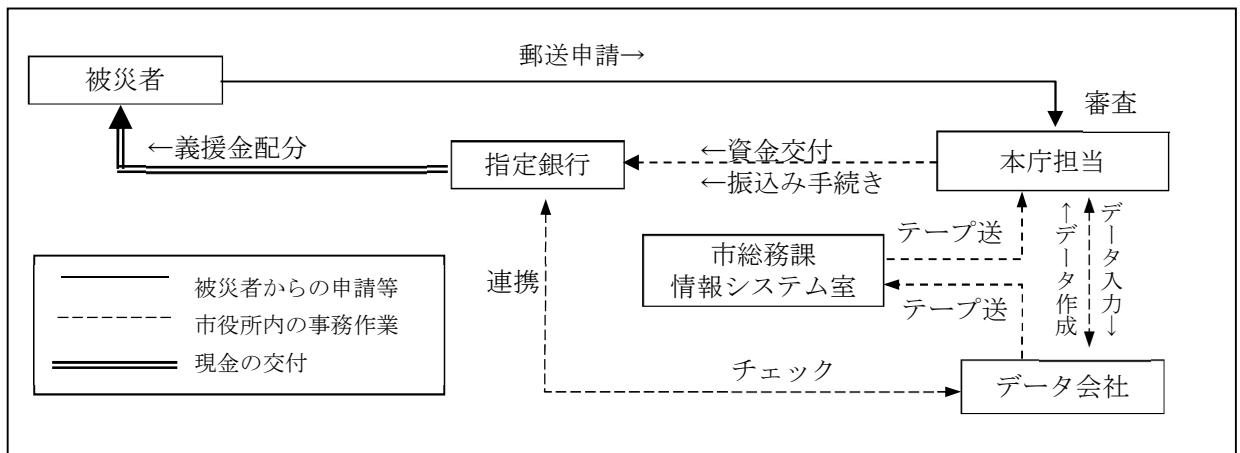 郵送申請→
被災者
審査
←義援金配分
指定銀行
←資金交付
←振込み手続き
本庁担当
テープ送
市総務課
情報システム室
テープ送
データ入力→
←データ作成
連携
被災者からの申請等
市役所内の事務作業
現金の交付
チェック
データ会社